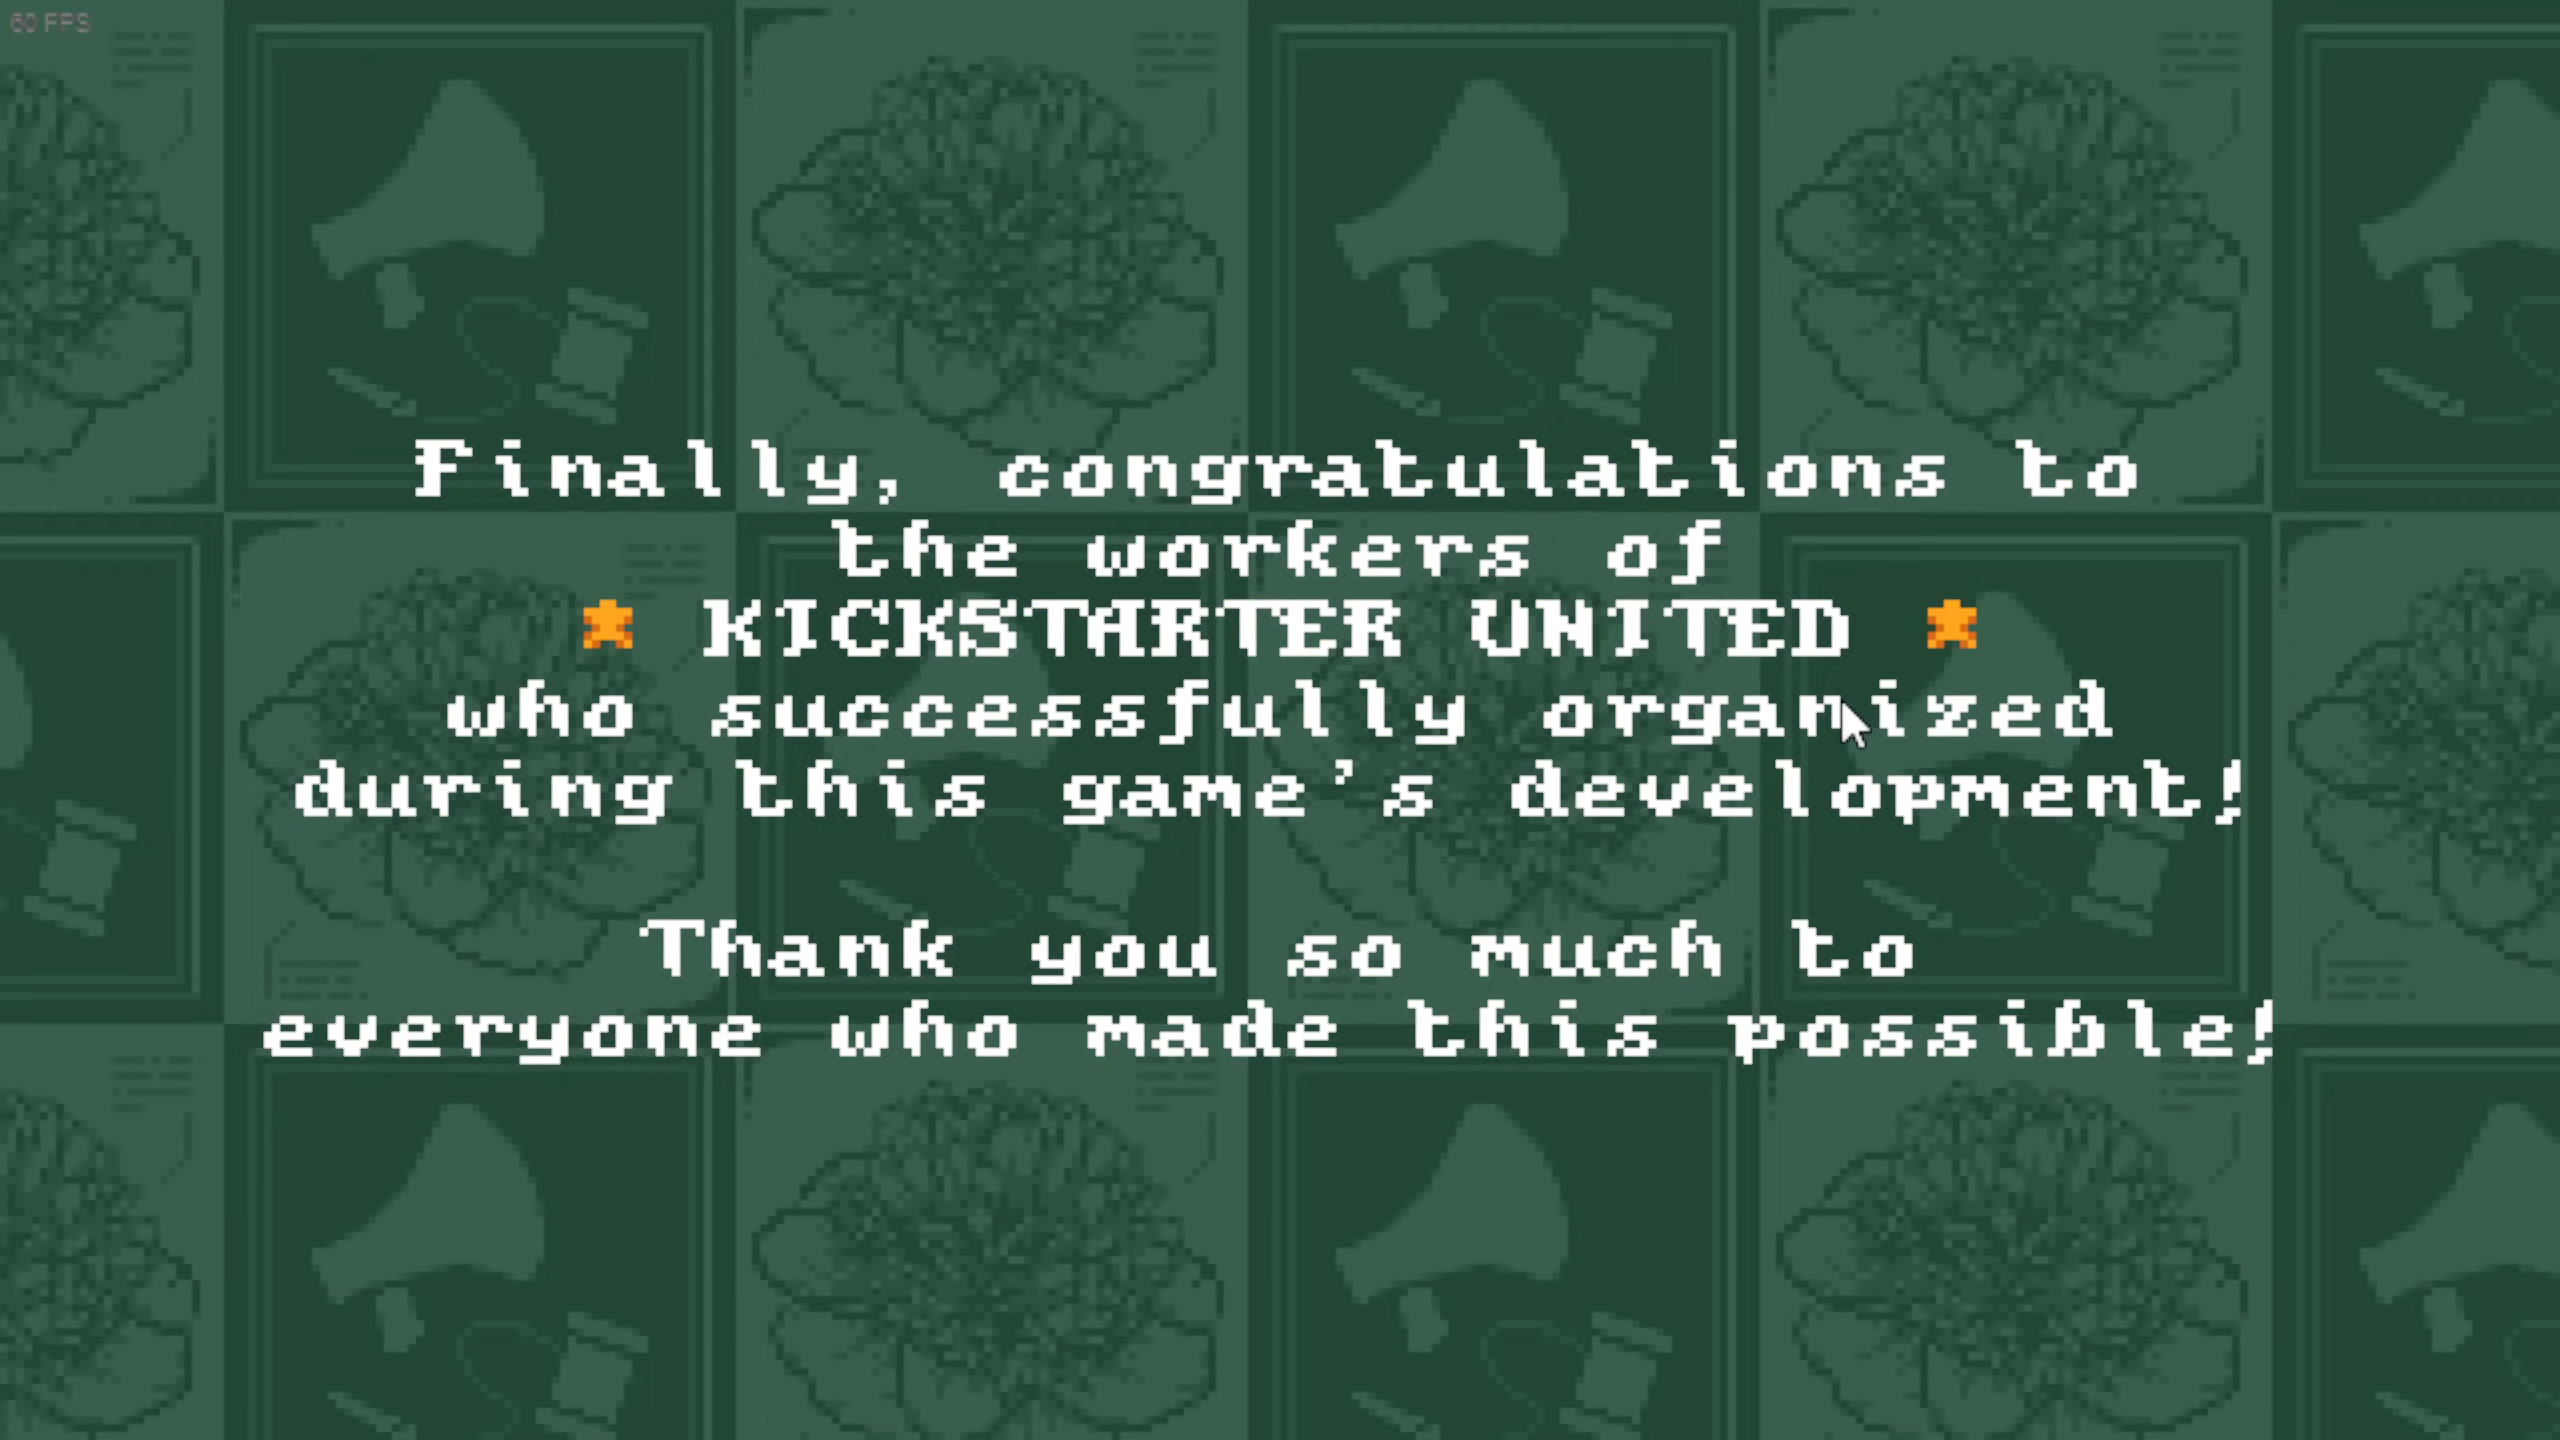 60 FPS
Finally, congratulations to
the workers of
KICKSTARTER UNITED
who successfully organized
during this game's development!
Thank you so much to
everyone who made this possible!